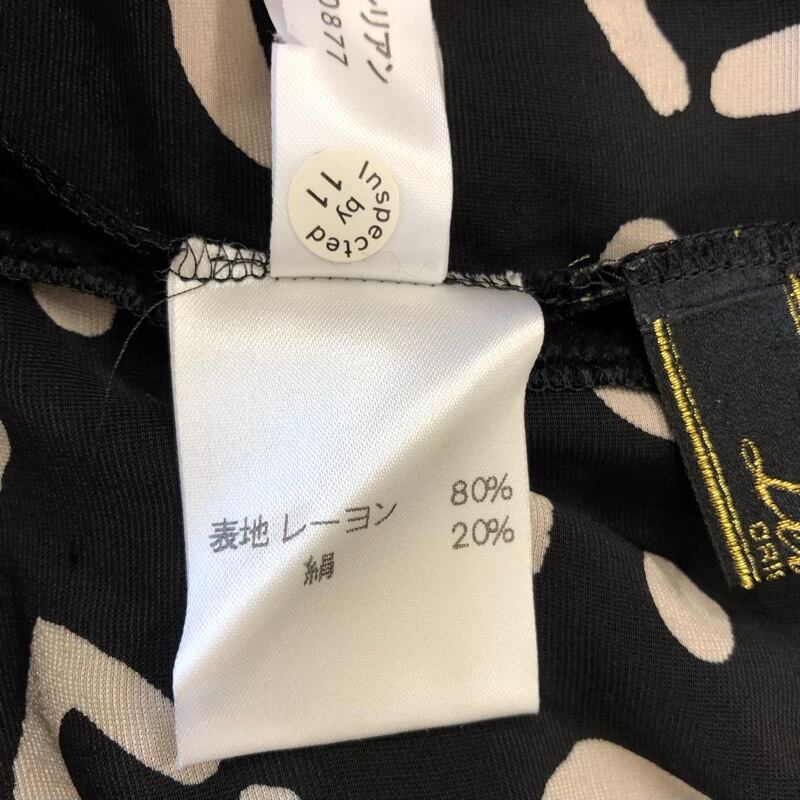 リアン
0877
Inspected
by
11
表地 レーヨン 80%
絹 20%